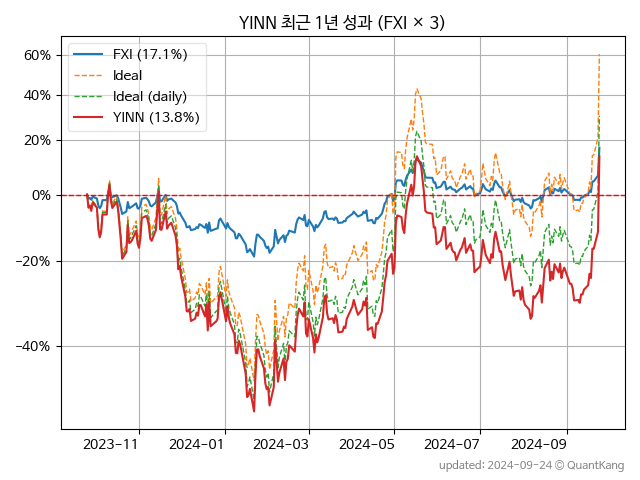 YINN 최근 1년 성과 (FXI × 3)
FXI (17.1%)
Ideal
Ideal (daily)
YINN (13.8%)
60%
40%
20%
0%
−20%
−40%
2023−11 2024−01 2024−03 2024−05 2024−07 2024−09
updated: 2024-09-24 © QuantKang